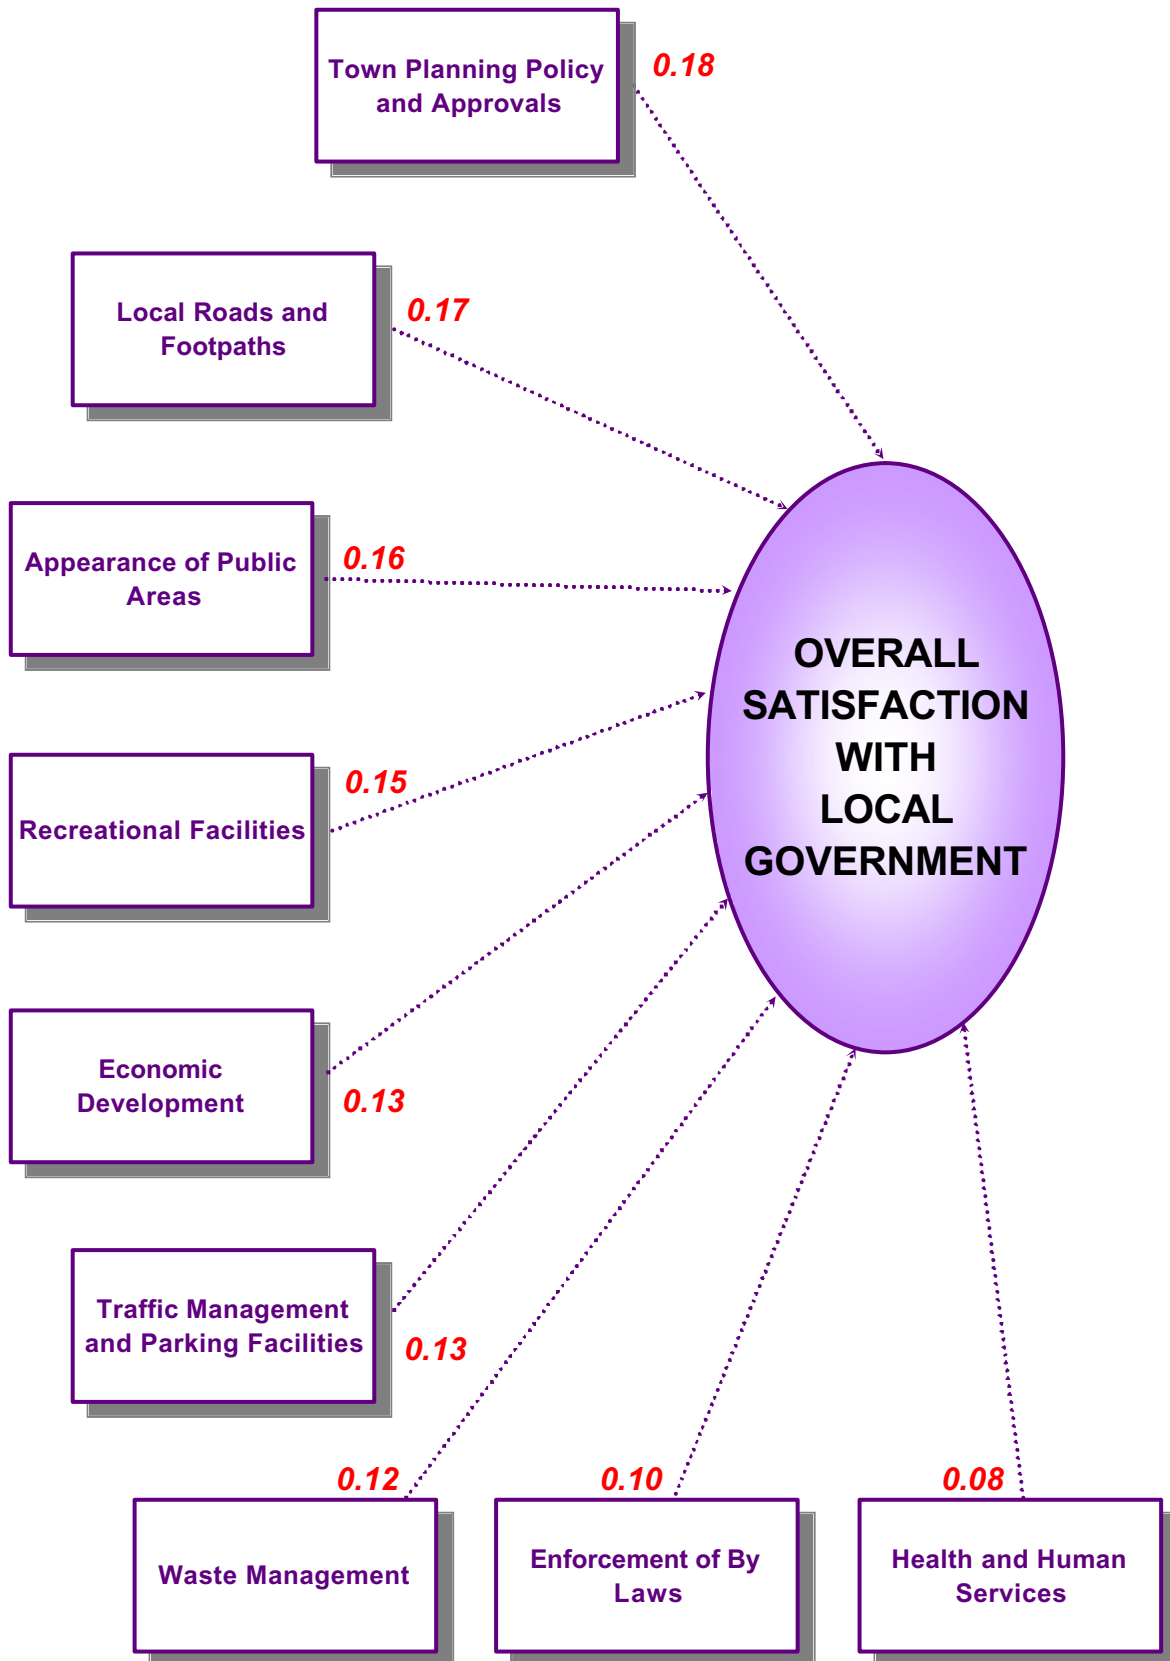 Town Planning Policy
and Approvals
0.18
Local Roads and
Footpaths
0.17
Appearance of Public
Areas
0.16
OVERALL
SATISFACTION
WITH
LOCAL
GOVERNMENT
Recreational Facilities
0.15
Economic
Development
0.13
Traffic Management
and Parking Facilities
0.13
0.12
Waste Management
0.10
Enforcement of By
Laws
0.08
Health and Human
Services